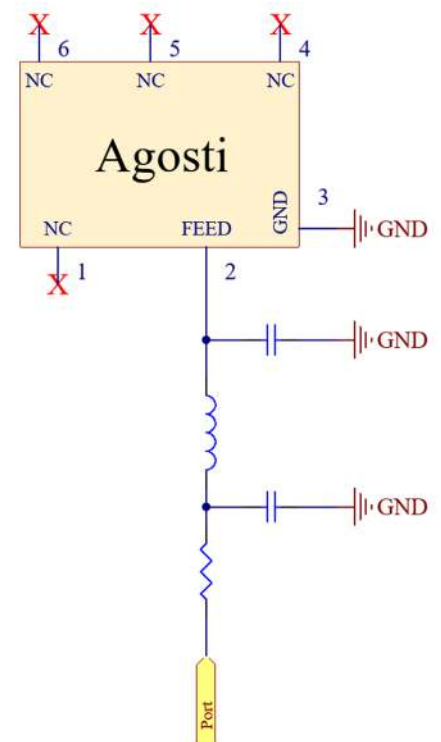 X X X
6 5 4
NC NC NC
Agosti
GND 3 GND
NC FEED
X 1 2
GND
GND
Port